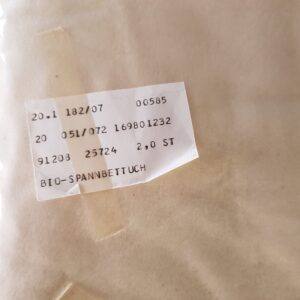 20.1 182/07 00585
20 051/072 169801232
91208 25724 2,0 ST
BIO-SPANNBETTUCH